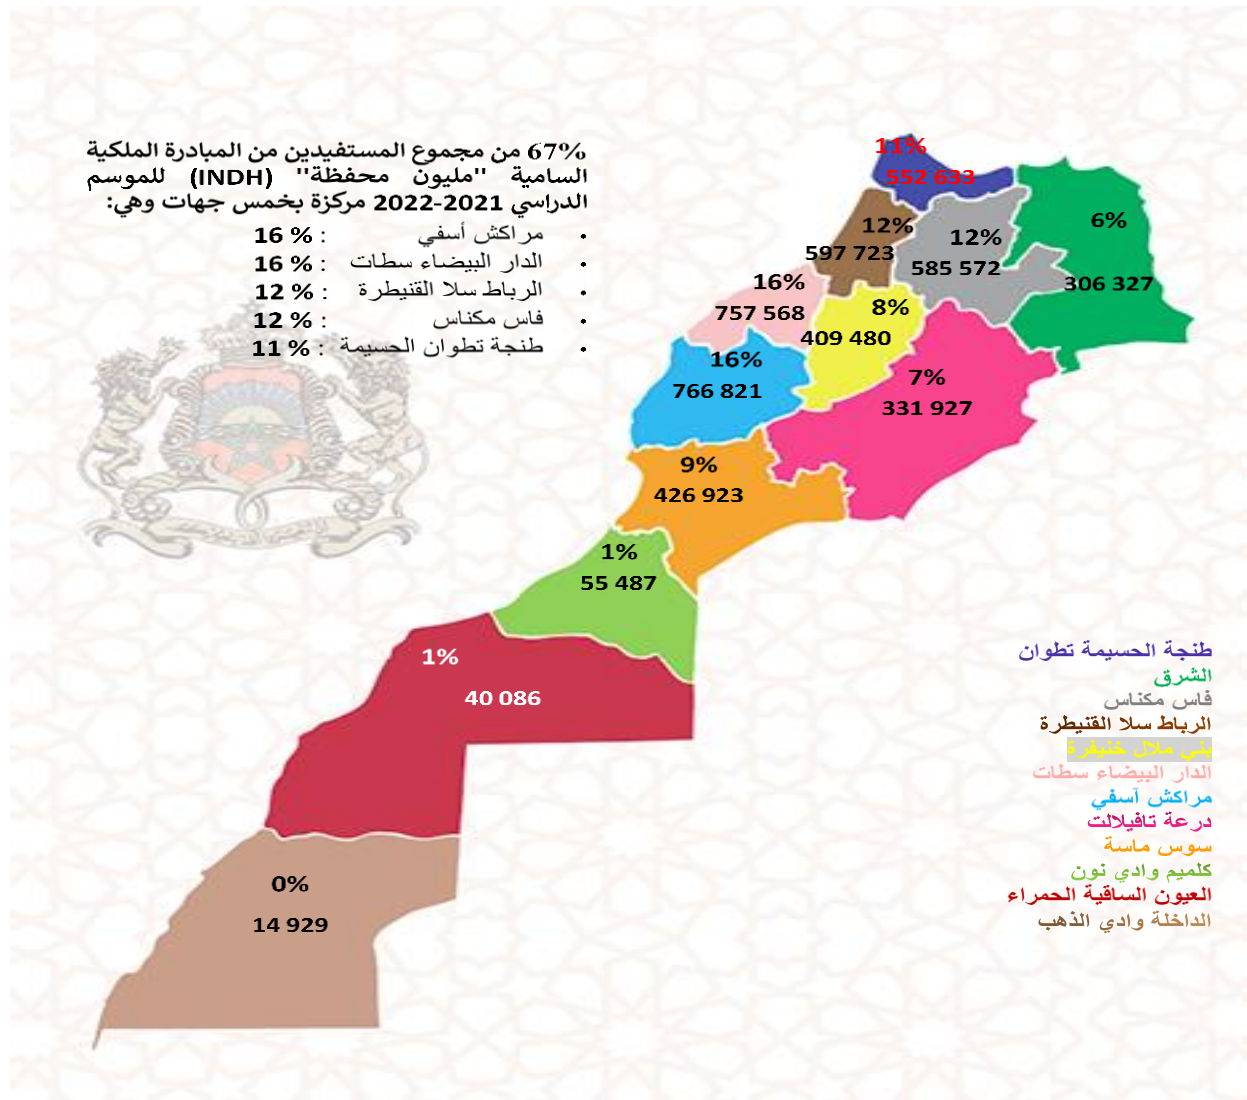 67% من مجموع المستفيدين من المبادرة الملكية
السامية ''مليون محفظة'' (INDH) للموسم
الدراسي 2021-2022 مركزة بخمس جهات وهي:
• مراكش أسفي : % 16
• الدار البيضاء سطات : % 16
• الرباط سلا القنيطرة : % 12
• فاس مكناس : % 12
• طنجة تطوان الحسيمة : % 11
11%
552 633
6%
306 327
12%
597 723
12%
585 572
16%
757 568
8%
409 480
16%
766 821
7%
331 927
9%
426 923
1%
55 487
1%
40 086
0%
14 929
طنجة الحسيمة تطوان
الشرق
فاس مكناس
الرباط سلا القنيطرة
بني ملال خنيفرة
الدار البيضاء سطات
مراكش آسفي
درعة تافيلالت
سوس ماسة
كلميم وادي نون
العيون الساقية الحمراء
الداخلة وادي الذهب